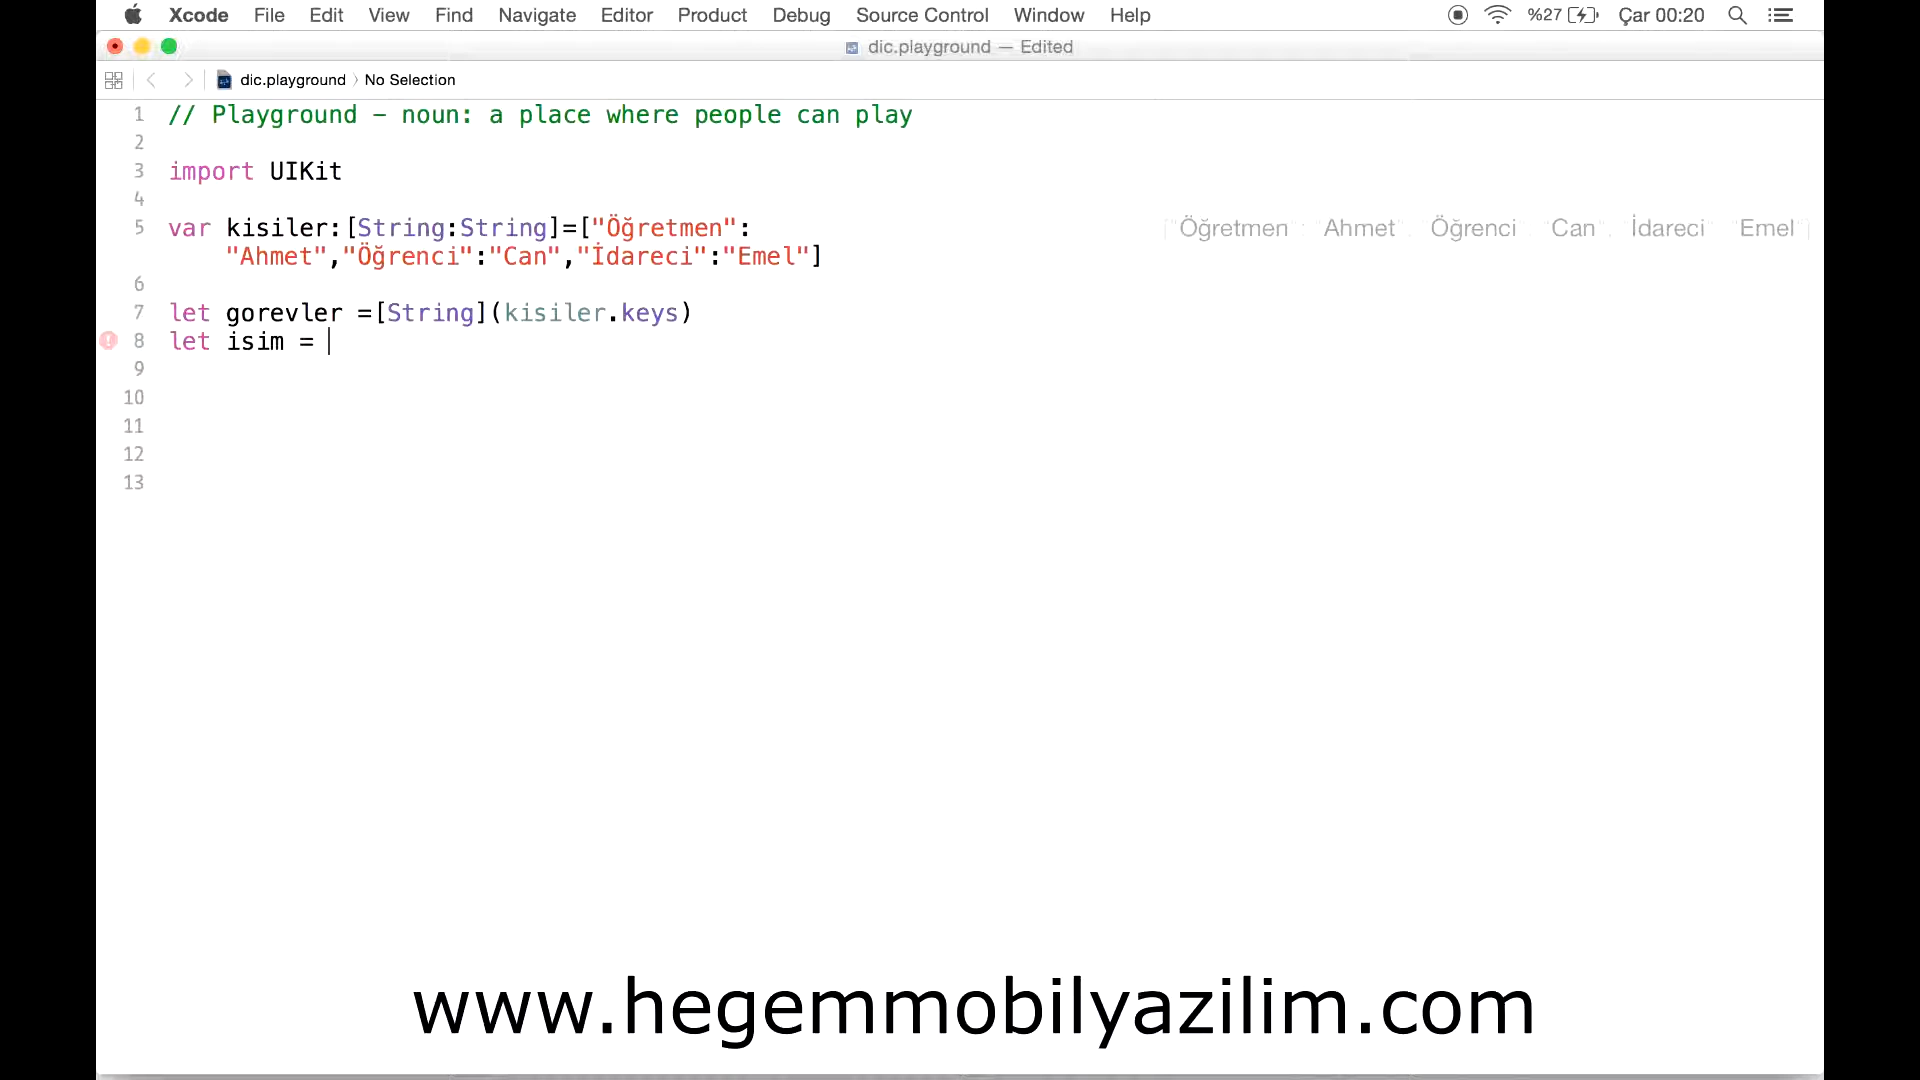 Xcode File Edit View Find Navigate Editor Product Debug Source Control Window Help %27 Çar 00:20
dic.playground — Edited
dic.playground 〉 No Selection
1 // Playground - noun: a place where people can play
2
3 import UIKit
4
5 var kisiler:[String:String]=["Öğretmen":
"Ahmet","Öğrenci":"Can","İdareci":"Emel"]
["Öğretmen": "Ahmet", "Öğrenci": "Can", "İdareci": "Emel"]
6
7 let gorevler =[String](kisiler.keys)
8 let isim =
9
10
11
12
13
www.hegemmobilyazilim.com